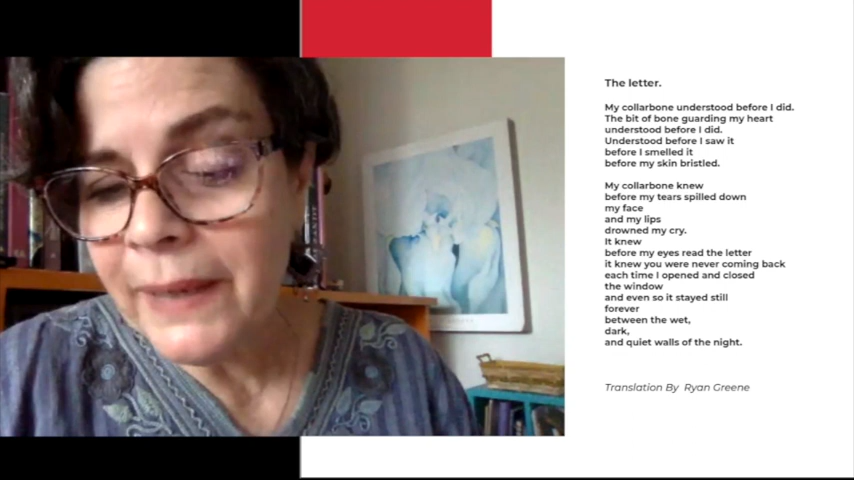 The letter.
My collarbone understood before I did.
The bit of bone guarding my heart
understood before I did.
Understood before I saw it
before I smelled it
before my skin bristled.
My collarbone knew
before my tears spilled down
my face
and my lips
drowned my cry.
It knew
before my eyes read the letter
it knew you were never coming back
each time I opened and closed
the window
and even so it stayed still
forever
between the wet,
dark,
and quiet walls of the night.
Translation By Ryan Greene